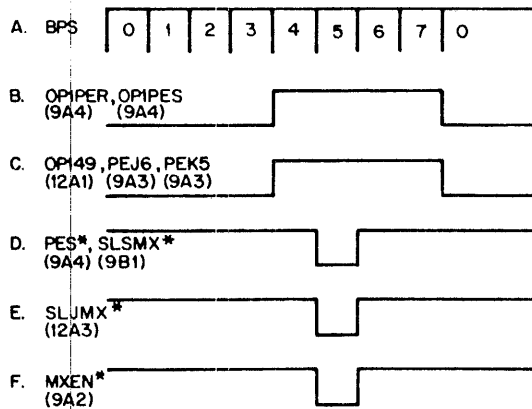 A. BPS 0 1 2 3 4 5 6 7 0
B. OP1PER, OP1PES
(9A4) (9A4)
C. OP149, PEJ6, PEK5
(12A1) (9A3) (9A3)
D. PES*, SLSMX*
(9A4) (9B1)
E. SLJMX*
(12A3)
F. MXEN*
(9A2)